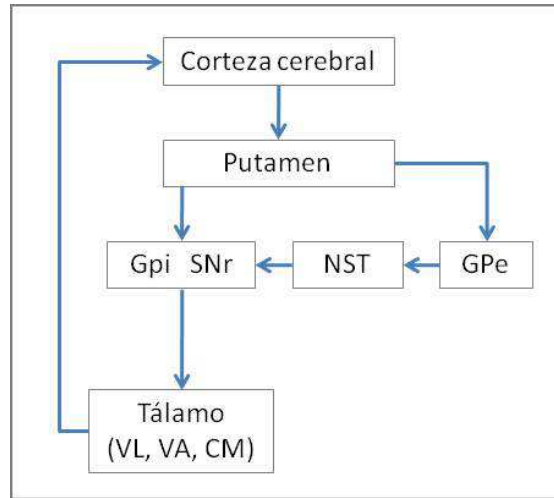 Corteza cerebral
Putamen
Gpi SNr
NST
GPe
Tálamo
(VL, VA, CM)